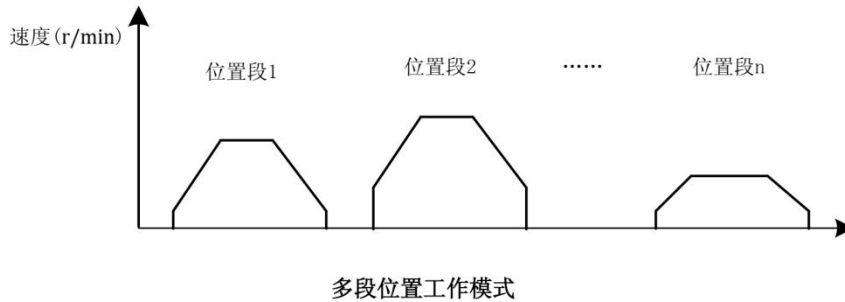 速度(r/min)
位置段1
位置段2
……
位置段n
多段位置工作模式